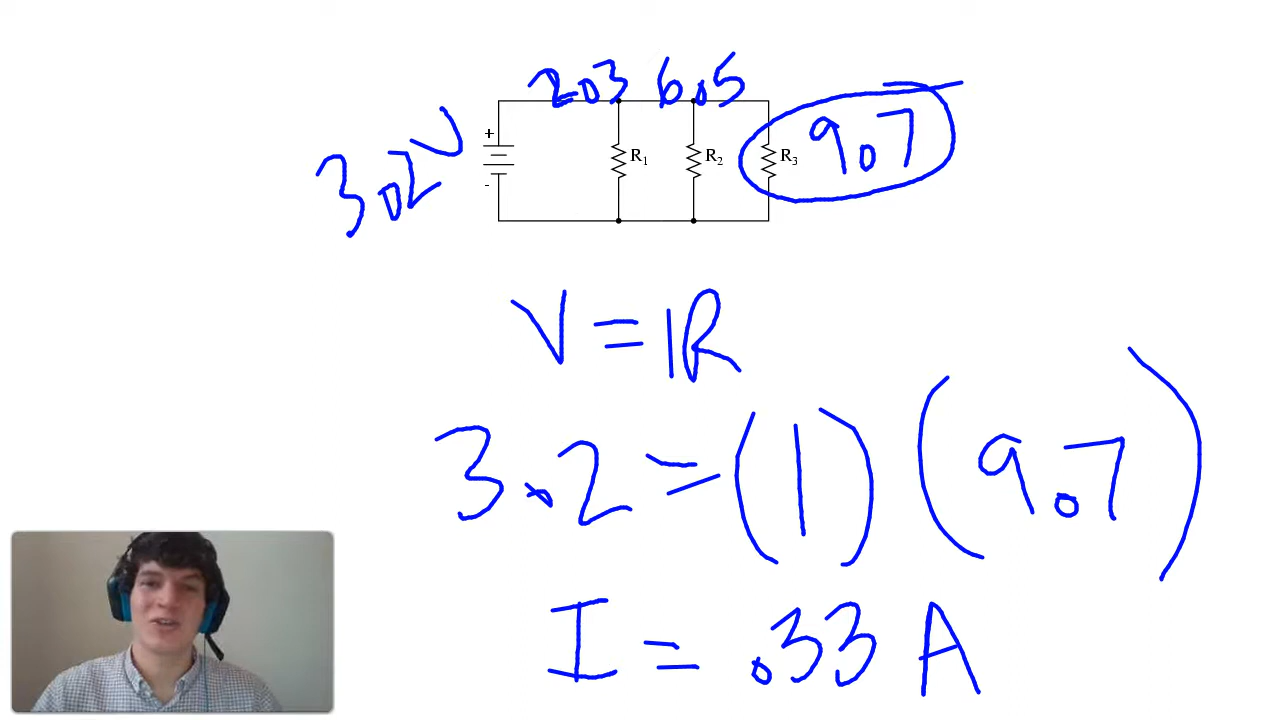 2.3 6.5
+
3.2V R1 R2 R3 9.7
-
V = IR
3.2 = (I) (9.7)
I = .33 A